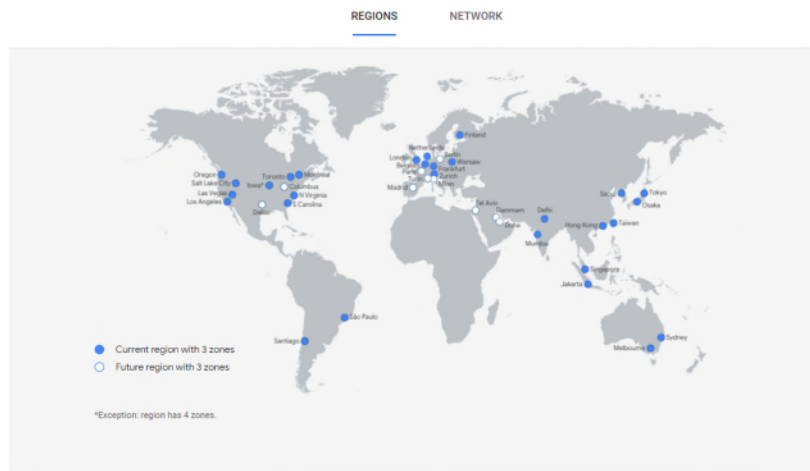 REGIONS NETWORK
Finland
Netherlands
Berlin
London
Warsaw
Belgium
Frankfurt
Paris
Zurich
Turin
Milan
Madrid
Oregon
Toronto
Montréal
Salt Lake City
Iowa*
Columbus
Las Vegas
N Virginia
Los Angeles
S Carolina
Dallas
Tel Aviv
Dammam
Doha
Delhi
Mumbai
Seoul
Tokyo
Osaka
Hong Kong
Taiwan
Singapore
Jakarta
São Paulo
Santiago
Sydney
Melbourne
Current region with 3 zones
Future region with 3 zones
*Exception: region has 4 zones.